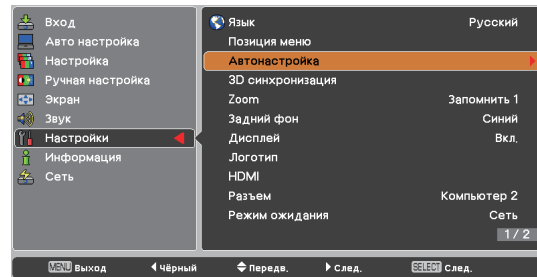 Вход
Авто настройка
Настройка
Ручная настройка
Экран
Звук
Настройки
Информация
Сеть
Язык Русский
Позиция меню
Автонастройка
3D синхронизация
Zoom Запомнить 1
Задний фон Синий
Дисплей Вкл.
Логотип
HDMI
Разъем Компьютер 2
Режим ожидания Сеть
1 / 2
MENU Выход Чёрный Передв. След. SELECT След.